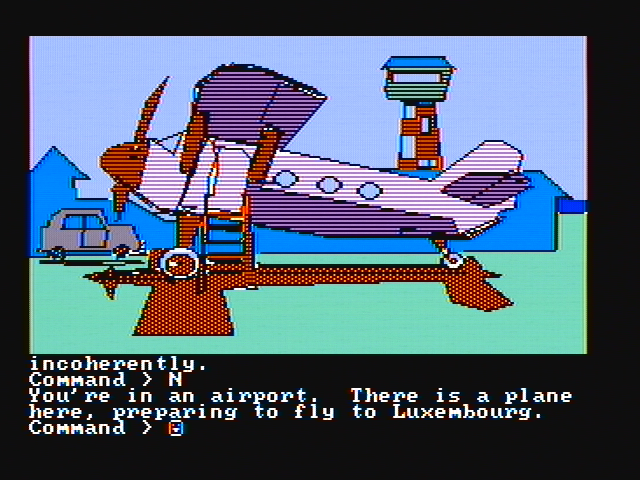 incoherently.
Command > N
You're in an airport.  There is a plane
here, preparing to fly to Luxembourg.
Command >